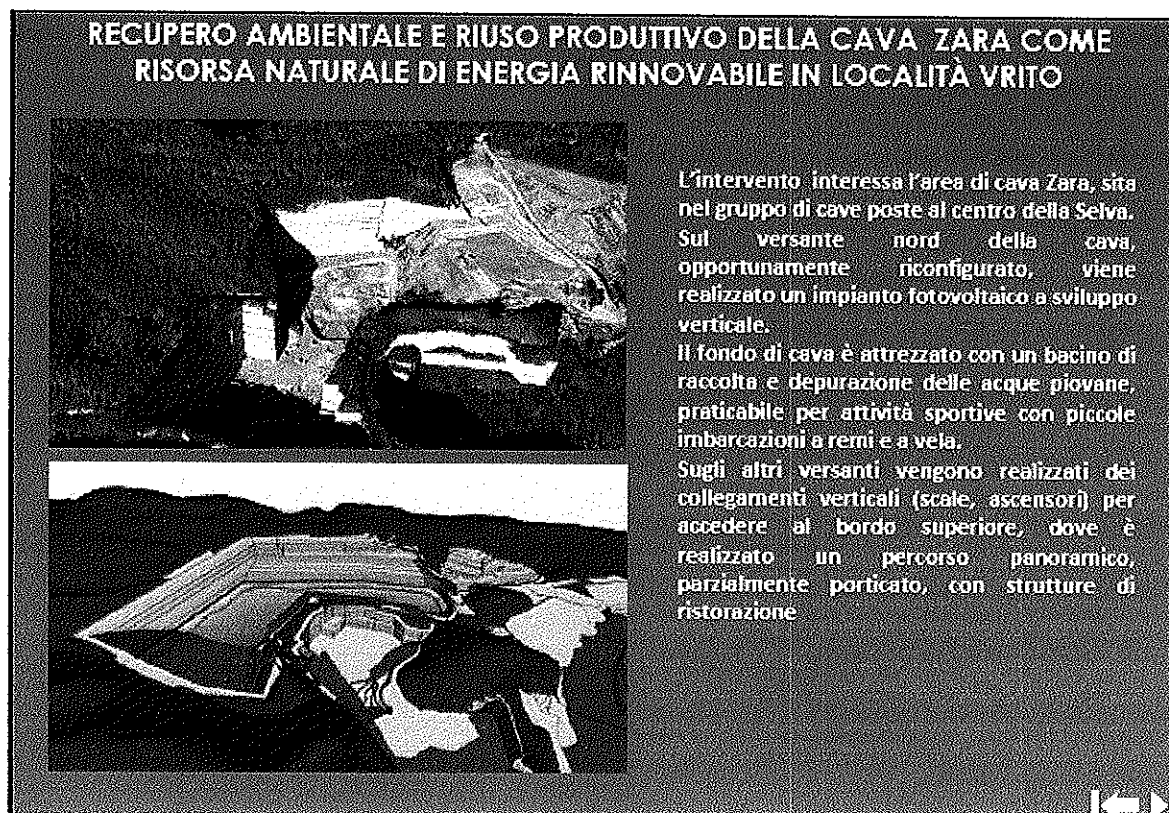 RECUPERO AMBIENTALE E RIUSO PRODUTTIVO DELLA CAVA ZARA COME
RISORSA NATURALE DI ENERGIA RINNOVABILE IN LOCALITÀ VRITO
L'intervento interessa l'area di cava Zara, sita
nel gruppo di cave poste al centro della Selva.
Sul versante nord della cava,
opportunamente riconfigurato, viene
realizzato un impianto fotovoltaico a sviluppo
verticale.
Il fondo di cava è attrezzato con un bacino di
raccolta e depurazione delle acque piovane,
praticabile per attività sportive con piccole
imbarcazioni a remi e a vela.
Sugli altri versanti vengono realizzati dei
collegamenti verticali (scale, ascensori) per
accedere al bordo superiore, dove è
realizzato un percorso panoramico,
parzialmente porticato, con strutture di
ristorazione